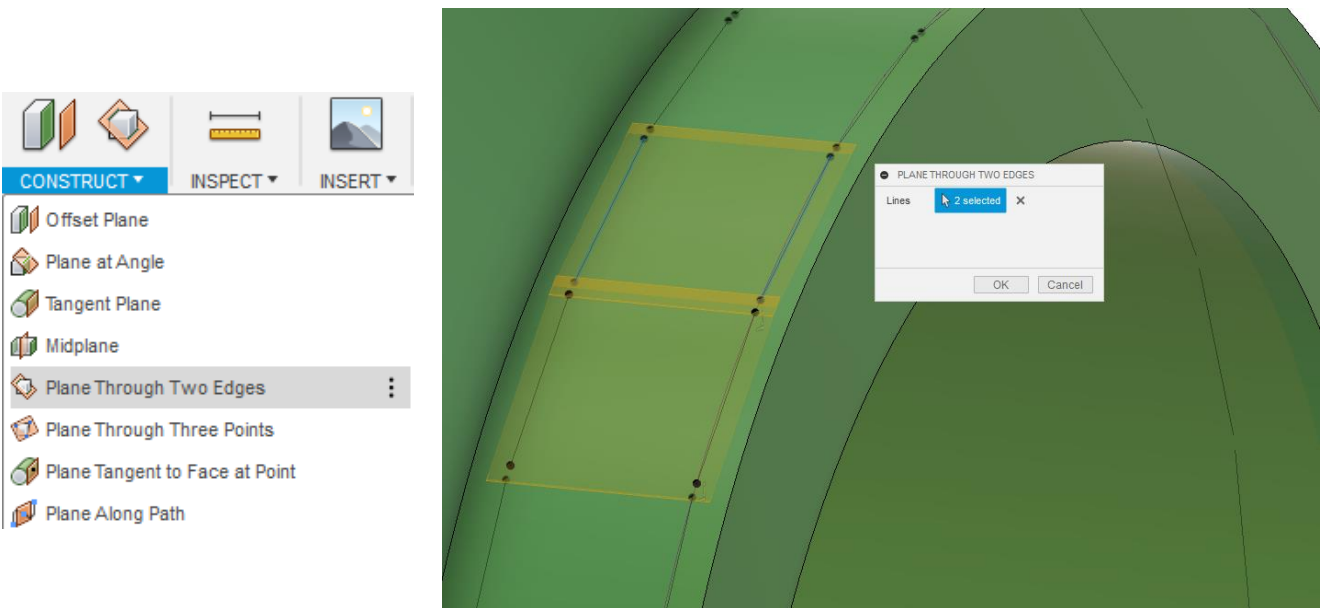 CONSTRUCT ▾ INSPECT ▾ INSERT ▾
Offset Plane
Plane at Angle
Tangent Plane
Midplane
Plane Through Two Edges
Plane Through Three Points
Plane Tangent to Face at Point
Plane Along Path
PLANE THROUGH TWO EDGES
Lines 2 selected
OK Cancel